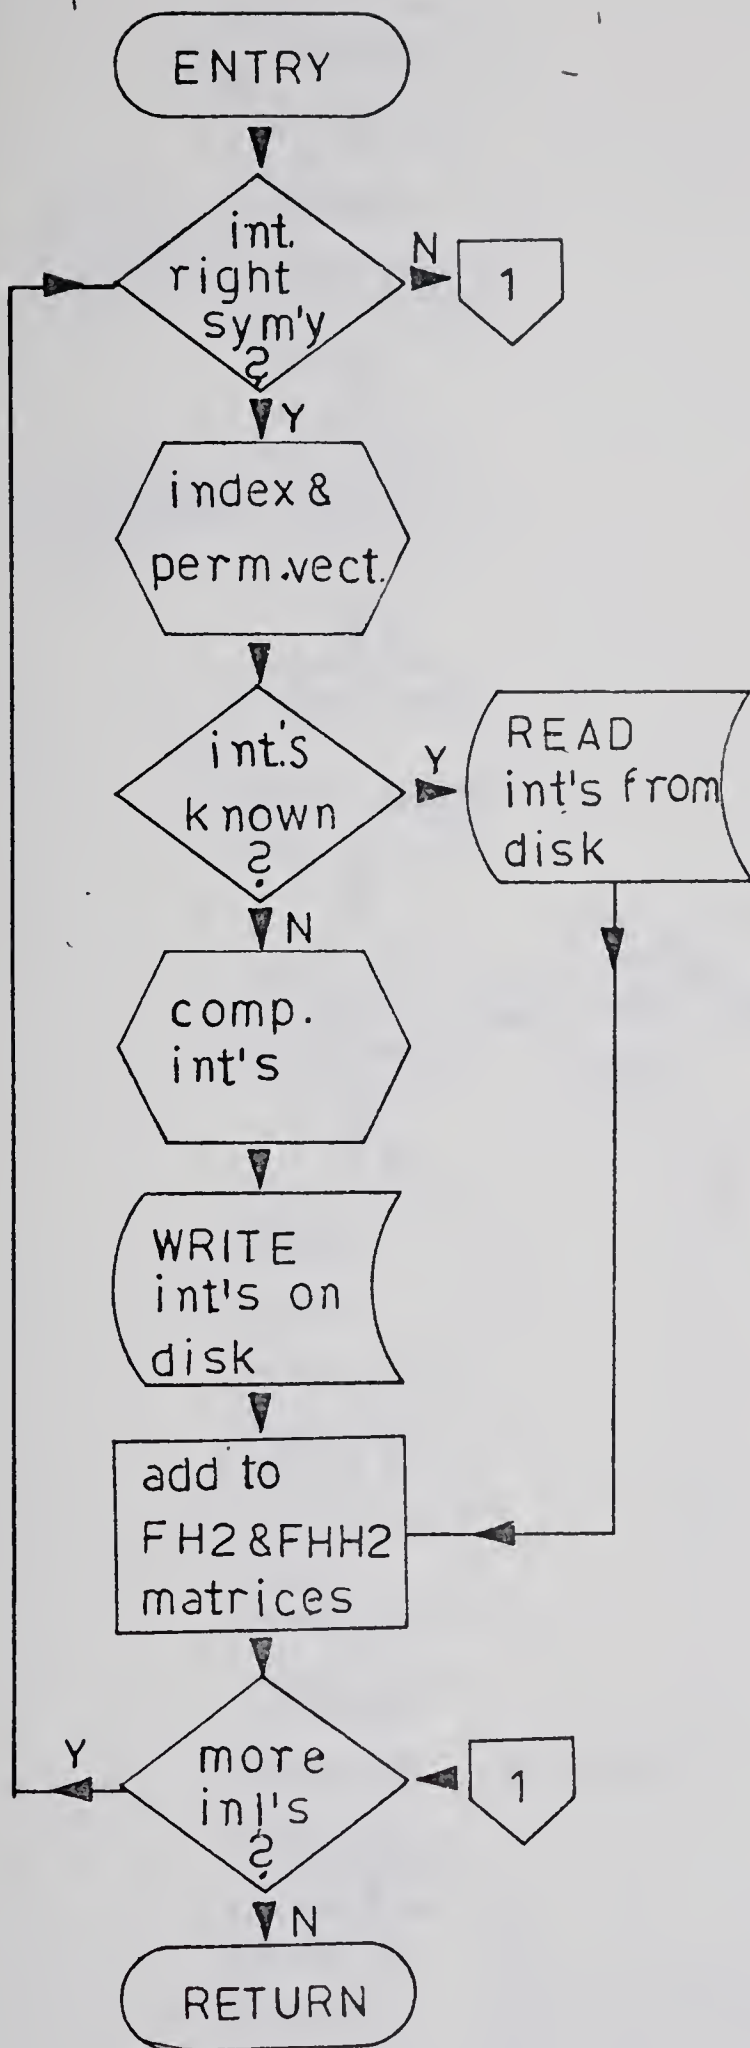 ENTRY
int.
right
sym'y
?
N
1
Y
index &
perm.vect.
int.'s
known
?
Y
READ
int's from
disk
N
comp.
int's
WRITE
int's on
disk
add to
FH2 &FHH2
matrices
Y
more
inl's
?
1
N
RETURN